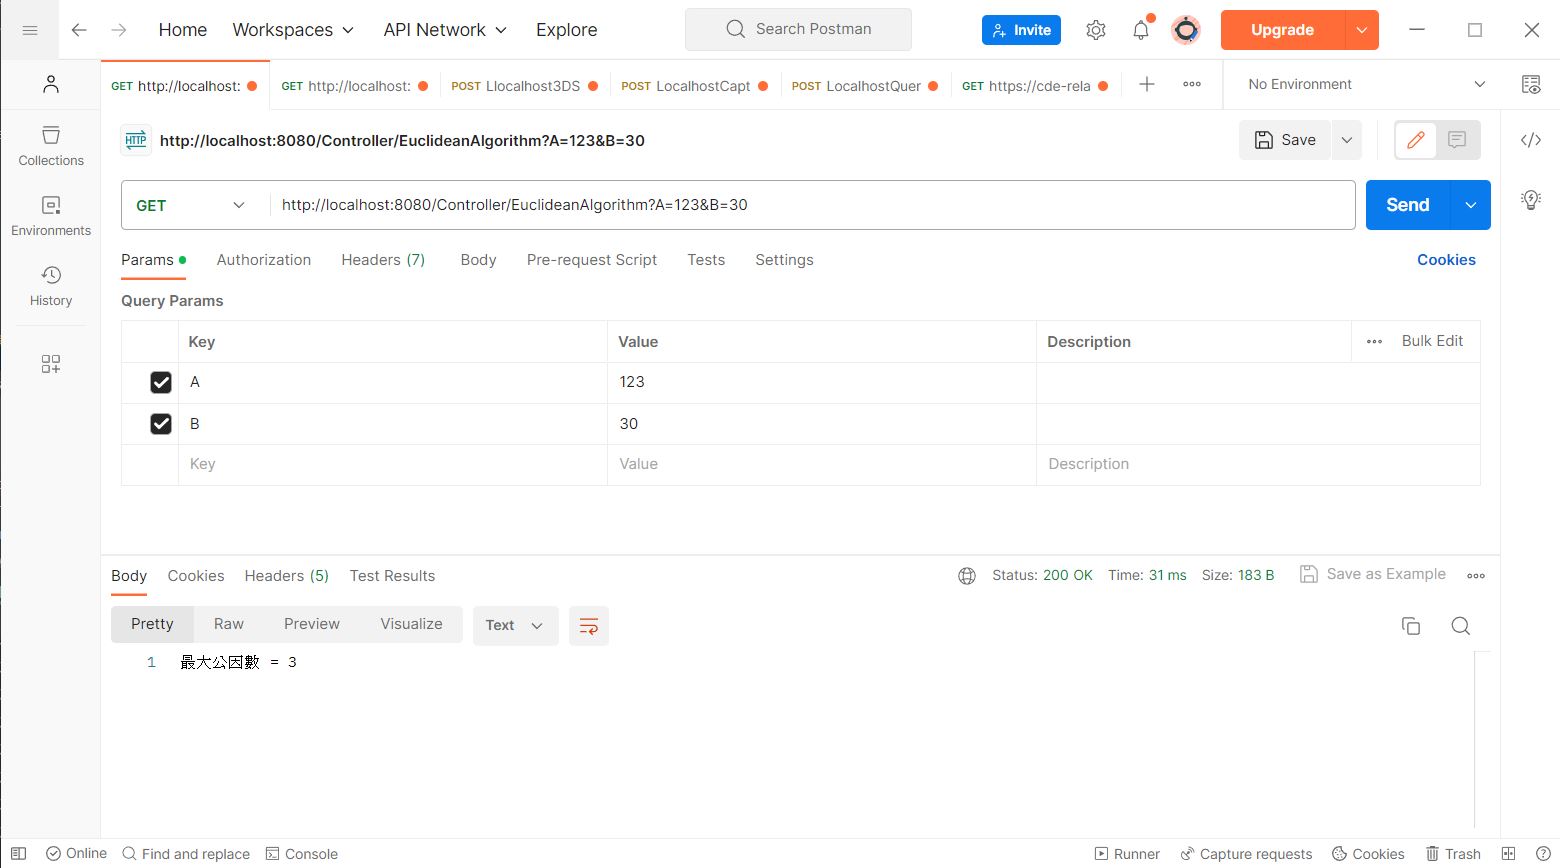 Home Workspaces API Network Explore Search Postman Invite Upgrade
GET http://localhost: GET http://localhost: POST Llocalhost3DS POST LocalhostCapt POST LocalhostQuer GET https://cde-rela No Environment
HTTP http://localhost:8080/Controller/EuclideanAlgorithm?A=123&B=30 Save
Collections
GET http://localhost:8080/Controller/EuclideanAlgorithm?A=123&B=30 Send
Environments
Params Authorization Headers (7) Body Pre-request Script Tests Settings Cookies
History
Query Params
Key Value Description Bulk Edit
A 123
B 30
Key Value Description
Body Cookies Headers (5) Test Results Status: 200 OK Time: 31 ms Size: 183 B Save as Example
Pretty Raw Preview Visualize Text
1 最大公因數 = 3
Online Find and replace Console Runner Capture requests Cookies Trash